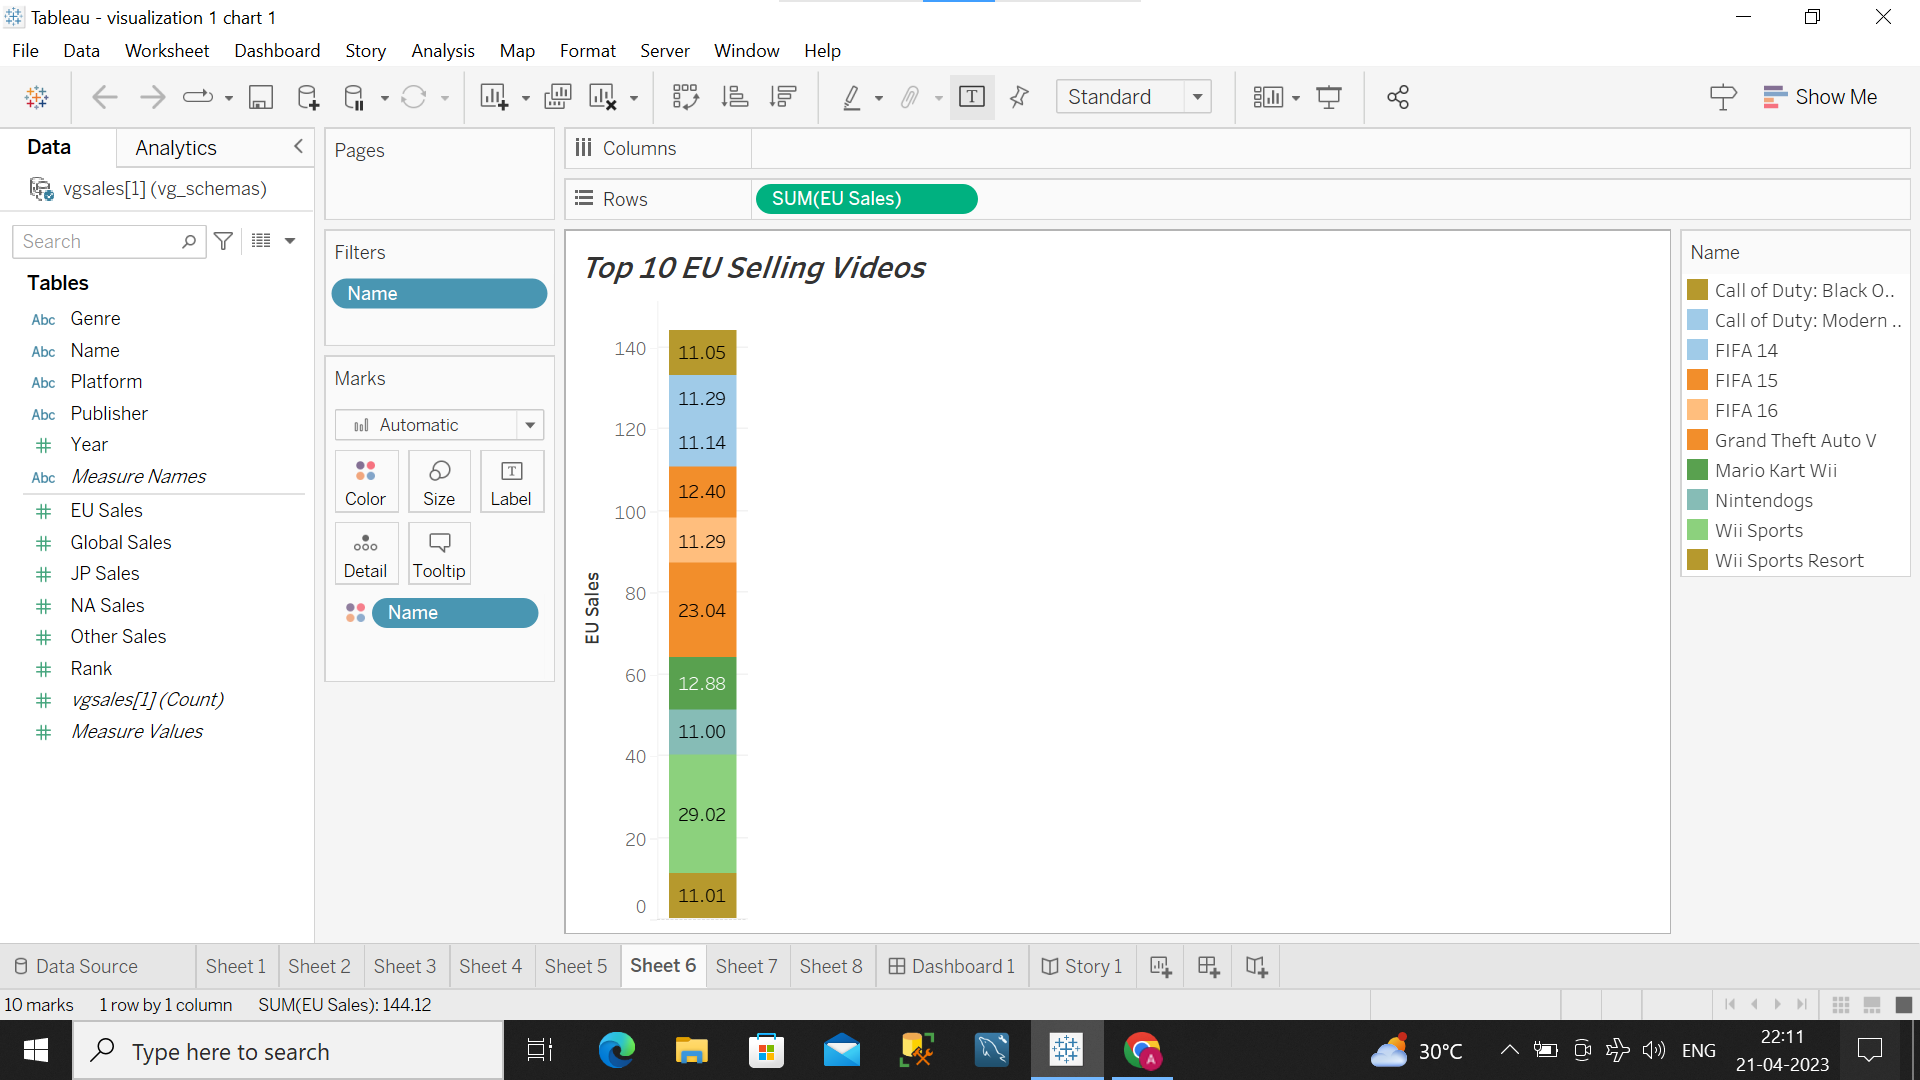 Tableau - visualization 1 chart 1
File Data Worksheet Dashboard Story Analysis Map Format Server Window Help
Standard
Show Me
Data
Analytics
vgsales[1] (vg_schemas)
Search
Tables
Abc Genre
Abc Name
Abc Platform
Abc Publisher
# Year
Abc Measure Names
# EU Sales
# Global Sales
# JP Sales
# NA Sales
# Other Sales
# Rank
# vgsales[1] (Count)
# Measure Values
Pages
Filters
Name
Marks
Automatic
Color
Size
Label
Detail
Tooltip
Name
Columns
Rows
SUM(EU Sales)
Top 10 EU Selling Videos
EU Sales
140
120
100
80
60
40
20
0
11.05
11.29
11.14
12.40
11.29
23.04
12.88
11.00
29.02
11.01
Name
Call of Duty: Black O..
Call of Duty: Modern ..
FIFA 14
FIFA 15
FIFA 16
Grand Theft Auto V
Mario Kart Wii
Nintendogs
Wii Sports
Wii Sports Resort
Data Source Sheet 1 Sheet 2 Sheet 3 Sheet 4 Sheet 5 Sheet 6 Sheet 7 Sheet 8 Dashboard 1 Story 1
10 marks 1 row by 1 column SUM(EU Sales): 144.12
Type here to search
A
30°C
ENG
22:11
21-04-2023